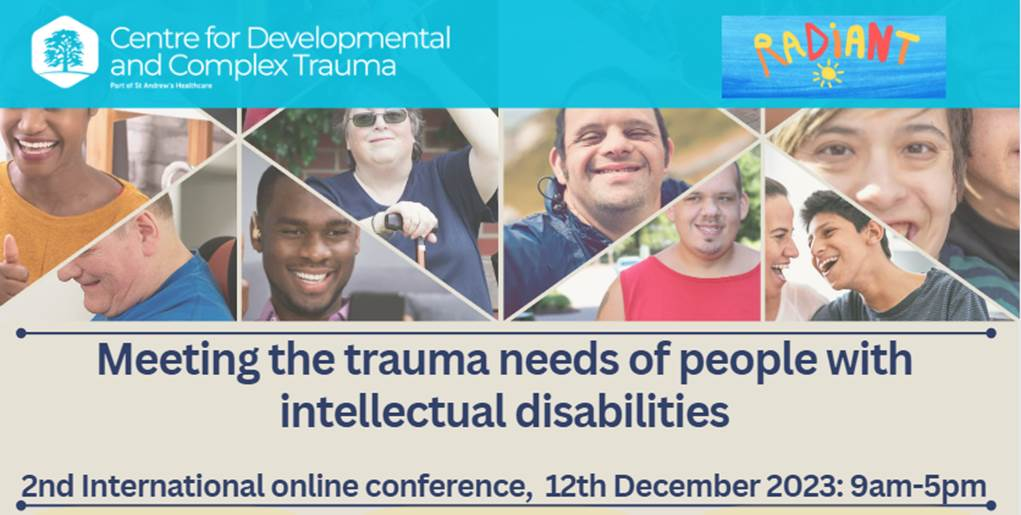 Centre for Developmental
and Complex Trauma
Part of St Andrew's Healthcare
RADIANT
Meeting the trauma needs of people with
intellectual disabilities
2nd International online conference, 12th December 2023: 9am-5pm